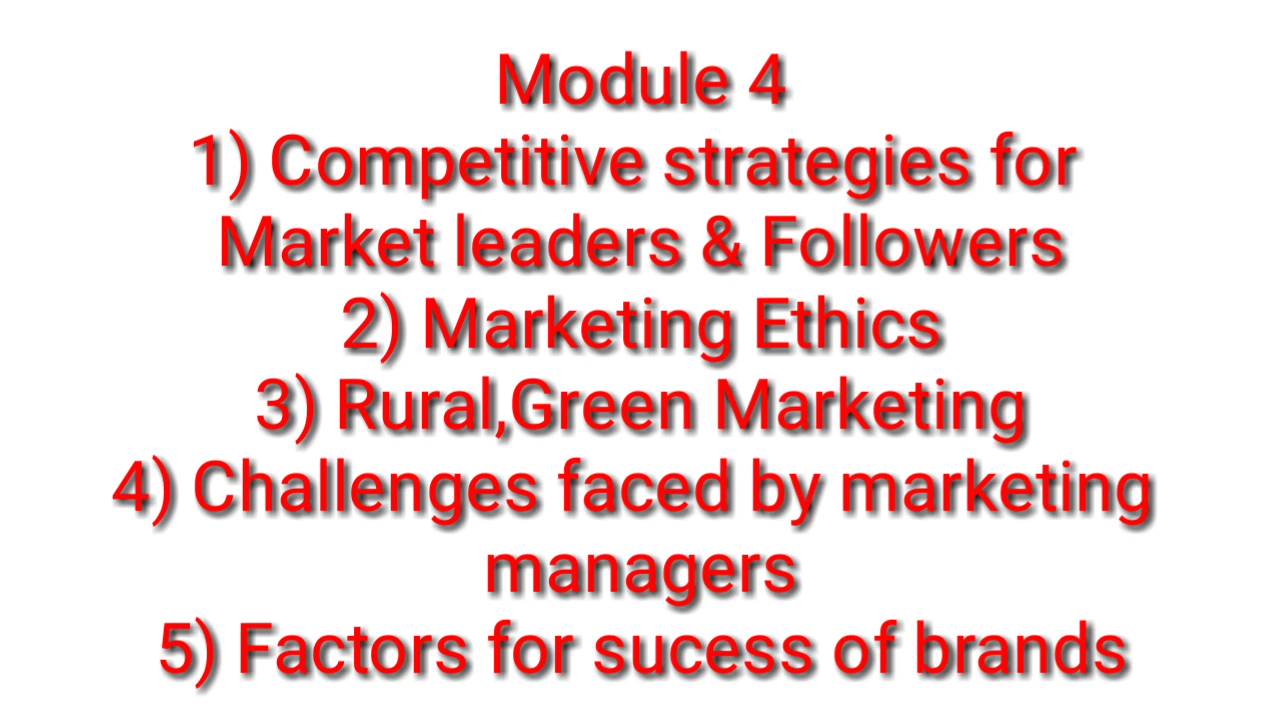 Module 4
1) Competitive strategies for
Market leaders & Followers
2) Marketing Ethics
3) Rural,Green Marketing
4) Challenges faced by marketing
managers
5) Factors for sucess of brands